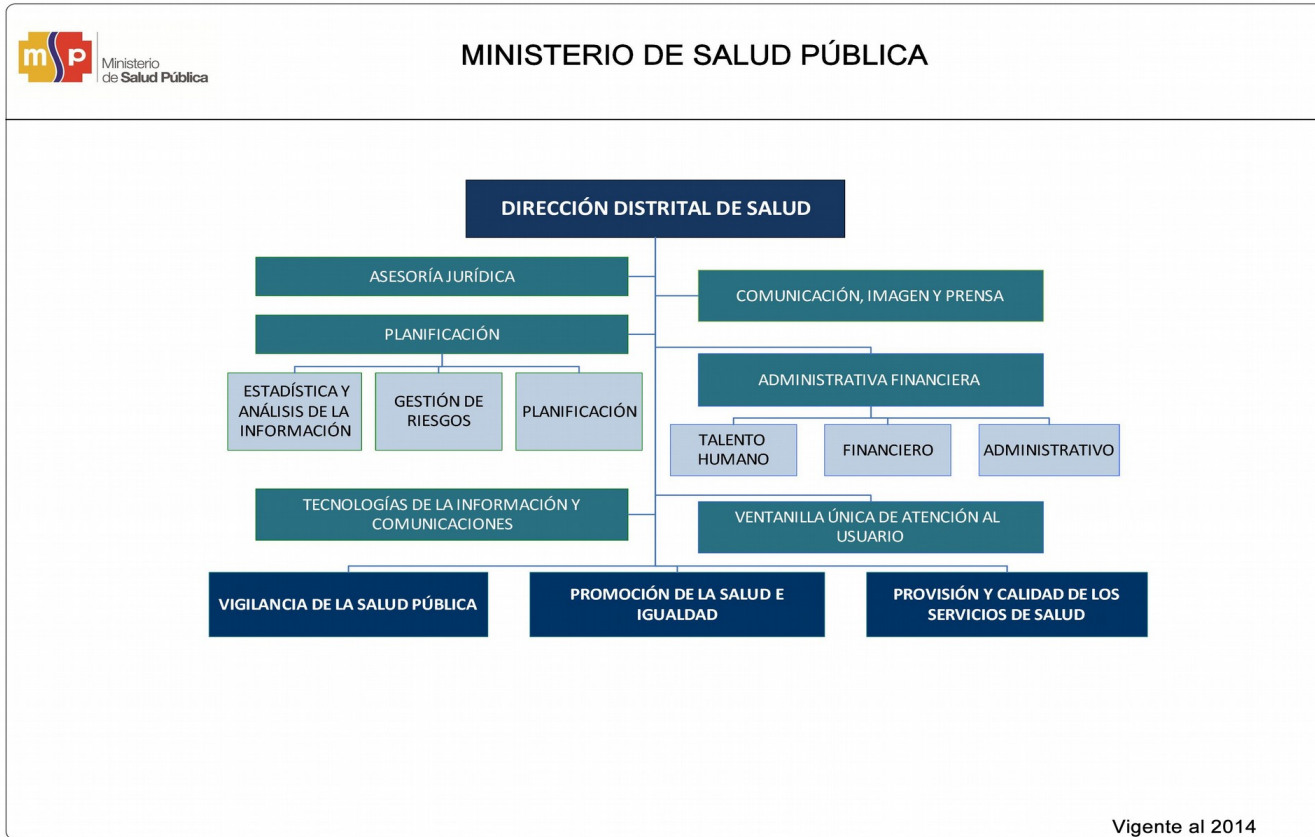 msp
Ministerio
de Salud Pública
MINISTERIO DE SALUD PÚBLICA
DIRECCIÓN DISTRITAL DE SALUD
ASESORÍA JURÍDICA
COMUNICACIÓN, IMAGEN Y PRENSA
PLANIFICACIÓN
ESTADÍSTICA Y
ANÁLISIS DE LA
INFORMACIÓN
GESTIÓN DE
RIESGOS
PLANIFICACIÓN
ADMINISTRATIVA FINANCIERA
TALENTO
HUMANO
FINANCIERO
ADMINISTRATIVO
TECNOLOGÍAS DE LA INFORMACIÓN Y
COMUNICACIONES
VENTANILLA ÚNICA DE ATENCIÓN AL
USUARIO
VIGILANCIA DE LA SALUD PÚBLICA
PROMOCIÓN DE LA SALUD E
IGUALDAD
PROVISIÓN Y CALIDAD DE LOS
SERVICIOS DE SALUD
Vigente al 2014